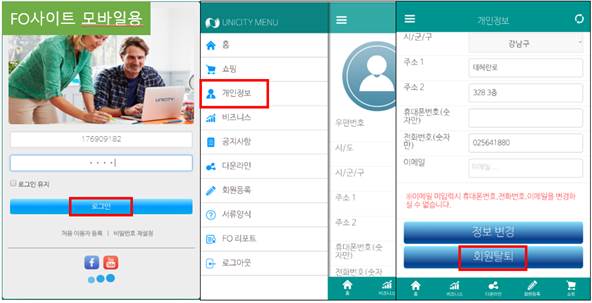 FO사이트 모바일용
UNICITY
176909182
····
로그인 유지
로그인
처음 이용자 등록 | 비밀번호 재설정
f
You Tube
UNICITY MENU
홈
쇼핑
개인정보
비즈니스
공지사항
다운라인
회원등록
서류양식
FO 리포트
로그아웃
우편번호
시/도
시/군/구
주소 1
주소 2
휴대폰번호(숫자만)
전화번호(숫자
홈
비즈니스
개인정보
시/군/구
강남구
주소 1
테헤란로
주소 2
328 3층
휴대폰번호(숫
자만)
전화번호(숫자
만)
025641880
이메일
이메일 ...
※이메일 미입력시 휴대폰번호,전화번호,이메일을 변경하
실 수 없습니다.
정보 변경
회원탈퇴
홈
비즈니스
다운라인
회원등록
쇼핑